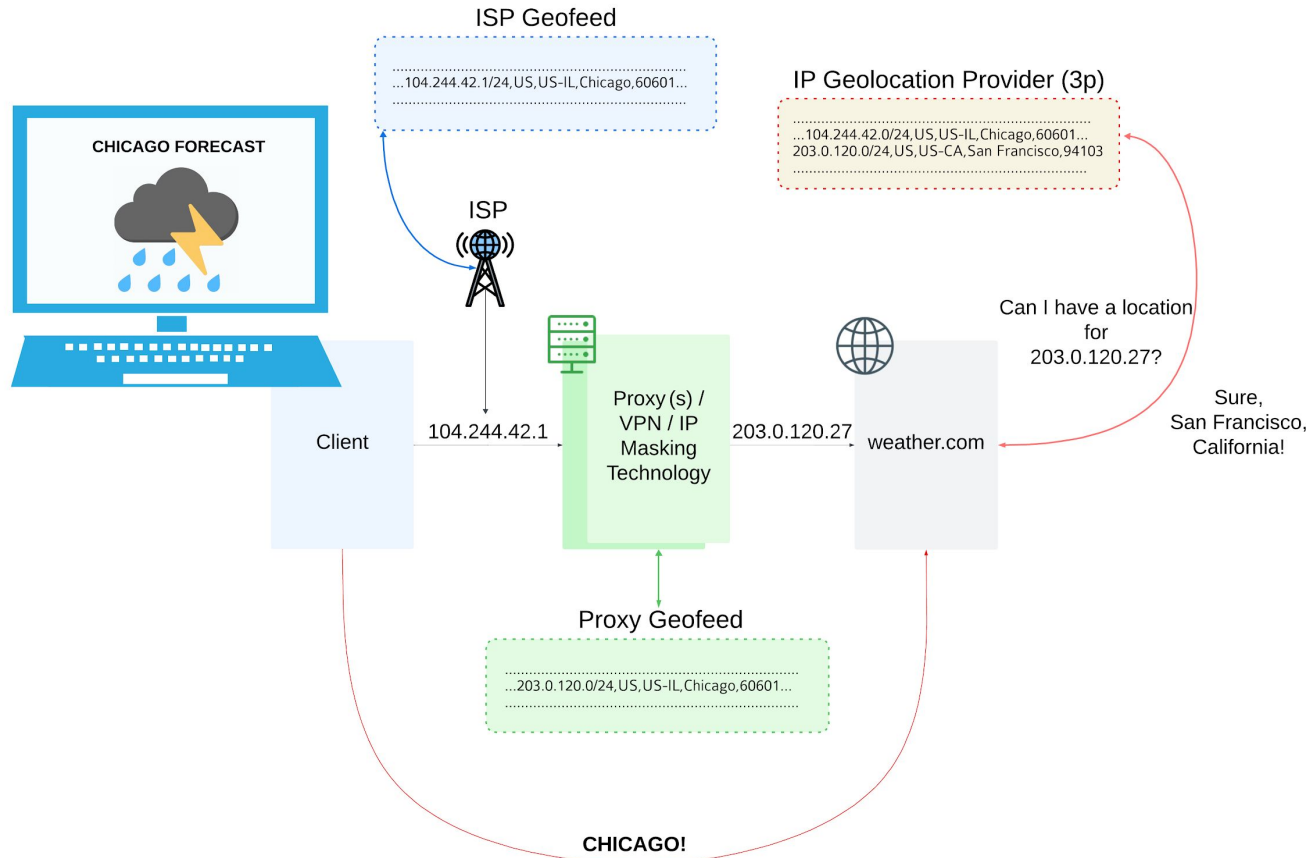 ISP Geofeed
...............................................................................
...104.244.42.1/24,US,US-IL,Chicago,60601...
...............................................................................
IP Geolocation Provider (3p)
................................................................................
...104.244.42.0/24,US,US-IL,Chicago,60601...
203.0.120.0/24,US,US-CA,San Francisco,94103
...............................................................................
CHICAGO FORECAST
ISP
Can I have a location
for
203.0.120.27?
Sure,
San Francisco,
California!
Client
104.244.42.1
Proxy(s) /
VPN / IP
Masking
Technology
203.0.120.27
weather.com
Proxy Geofeed
...............................................................................
...203.0.120.0/24,US,US-IL,Chicago,60601...
...............................................................................
CHICAGO!